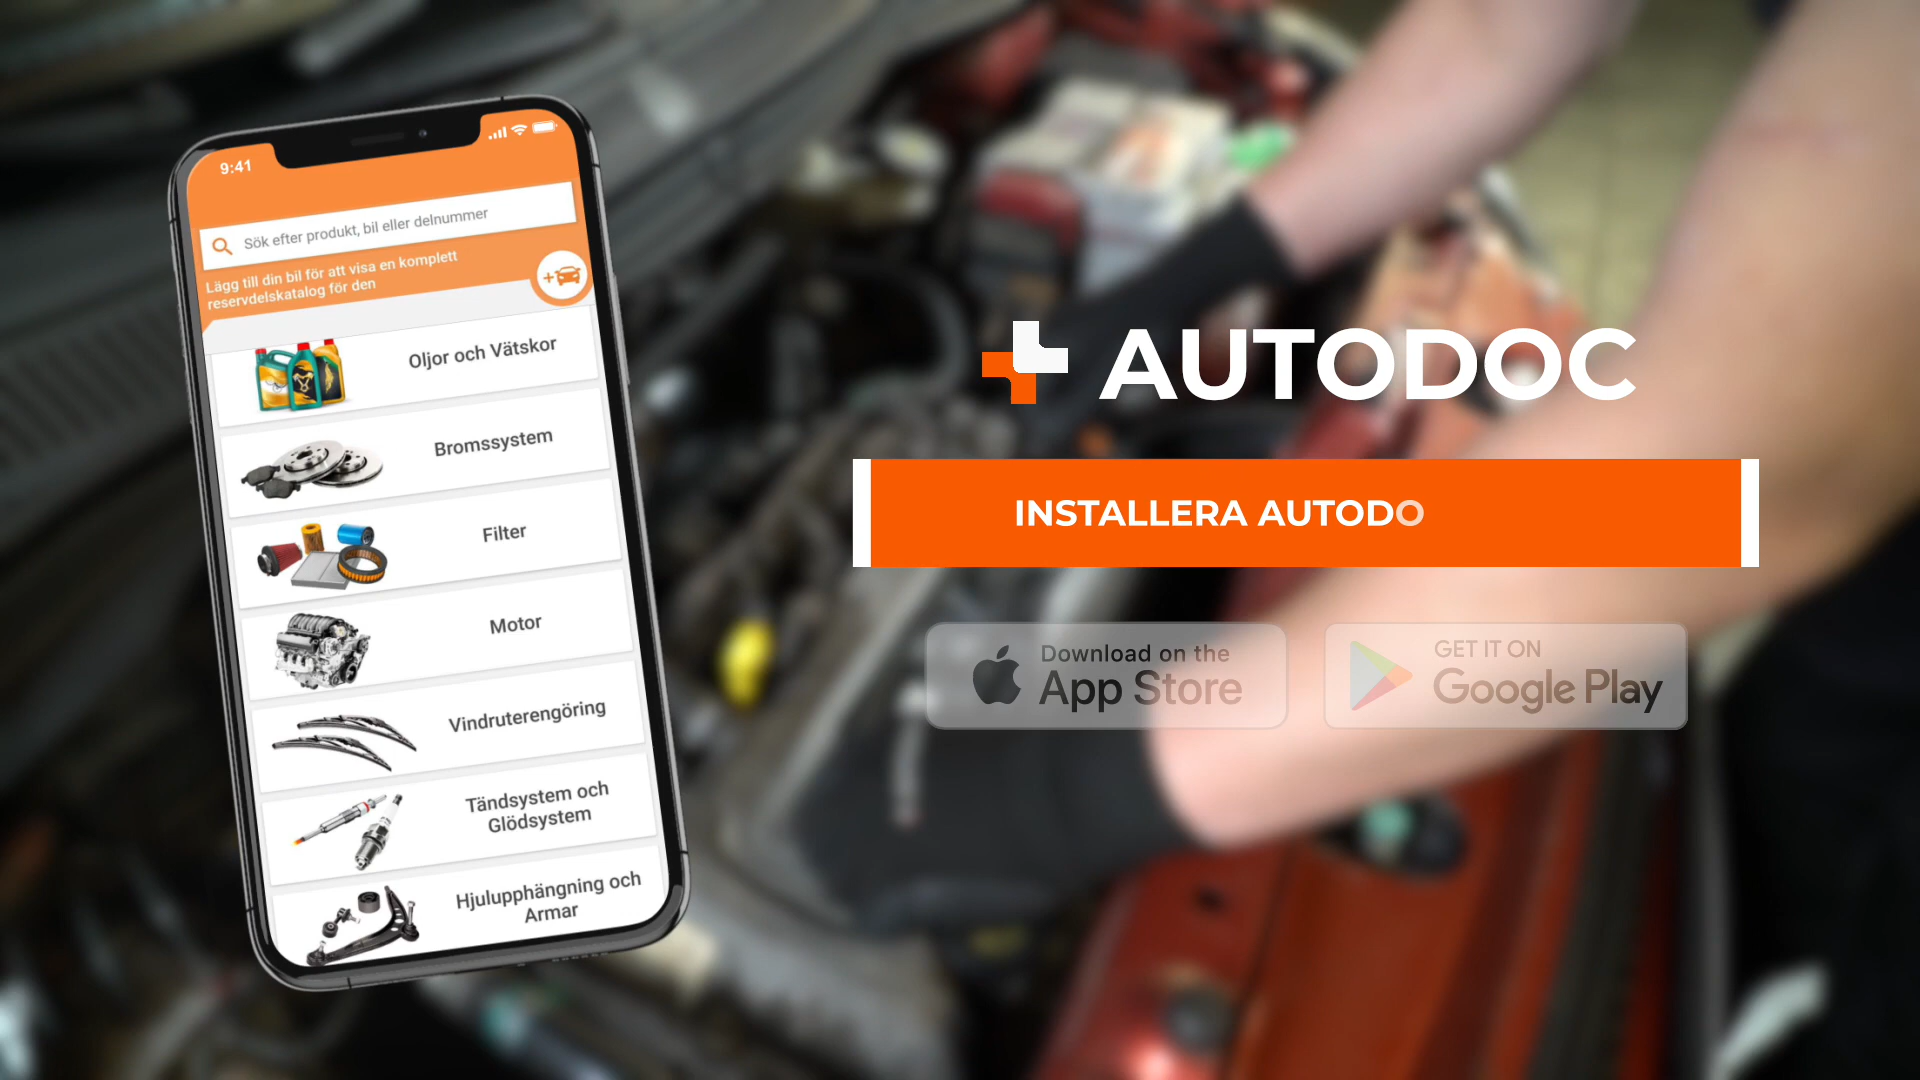 9:41
Sök efter produkt, bil eller delnummer
Lägg till din bil för att visa en komplett
reservdelskatalog för den
Oljor och Vätskor
Bromssystem
Filter
Motor
Vindruterengöring
Tändsystem och
Glödsystem
Hjulupphängning och
Armar
AUTODOC
INSTALLERA AUTODO
Download on the
App Store
GET IT ON
Google Play